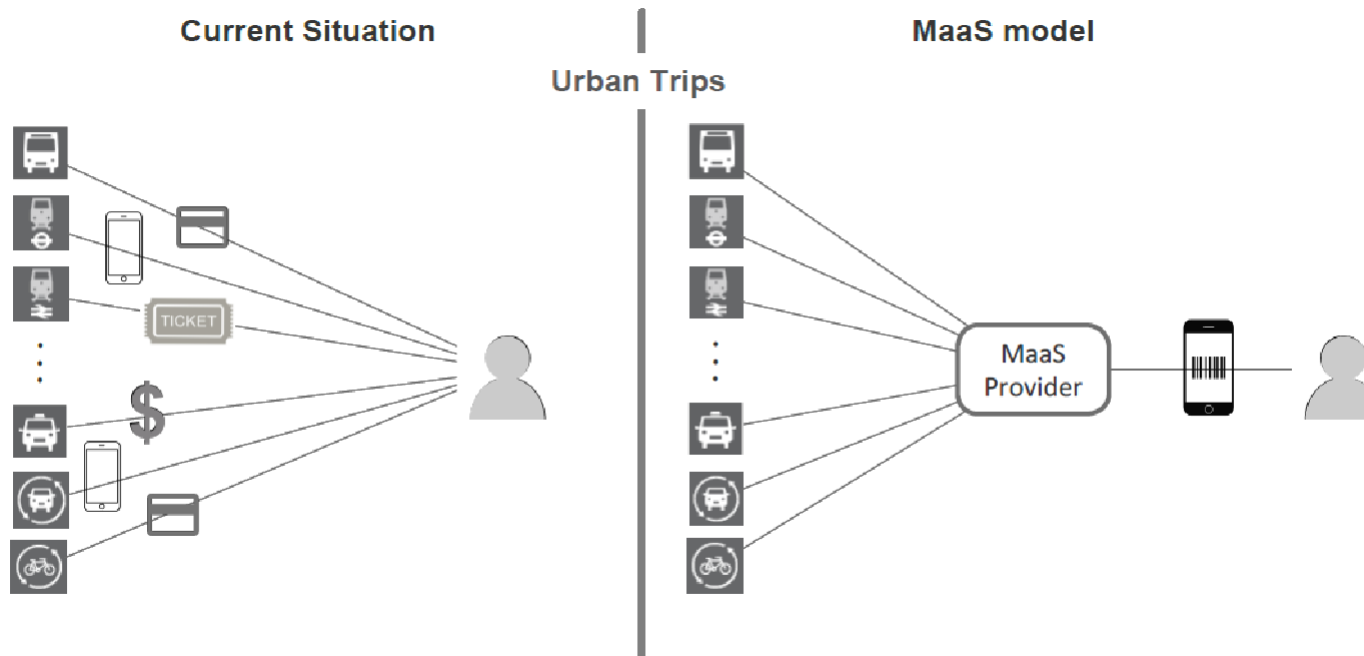 Current Situation
MaaS model
Urban Trips
TICKET
$
MaaS
Provider